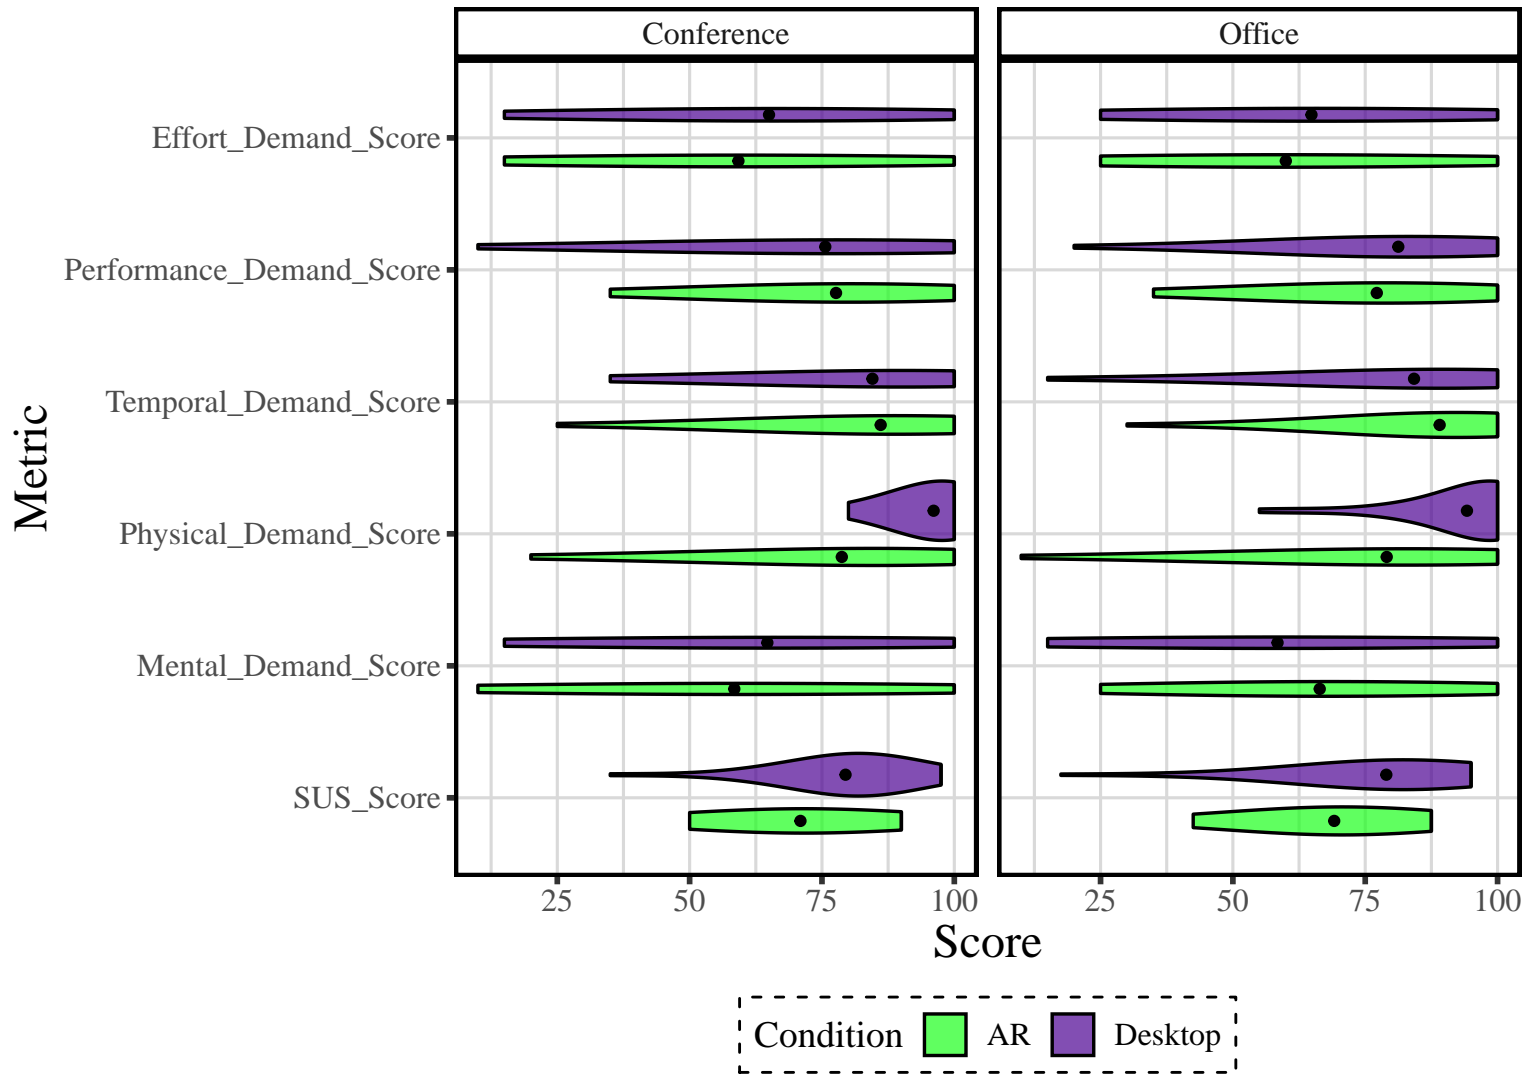 Conference Office
Effort_Demand_Score
Performance_Demand_Score
Temporal_Demand_Score
Physical_Demand_Score
Mental_Demand_Score
SUS_Score
Metric
25 50 75 100 25 50 75 100
Score
Condition AR Desktop